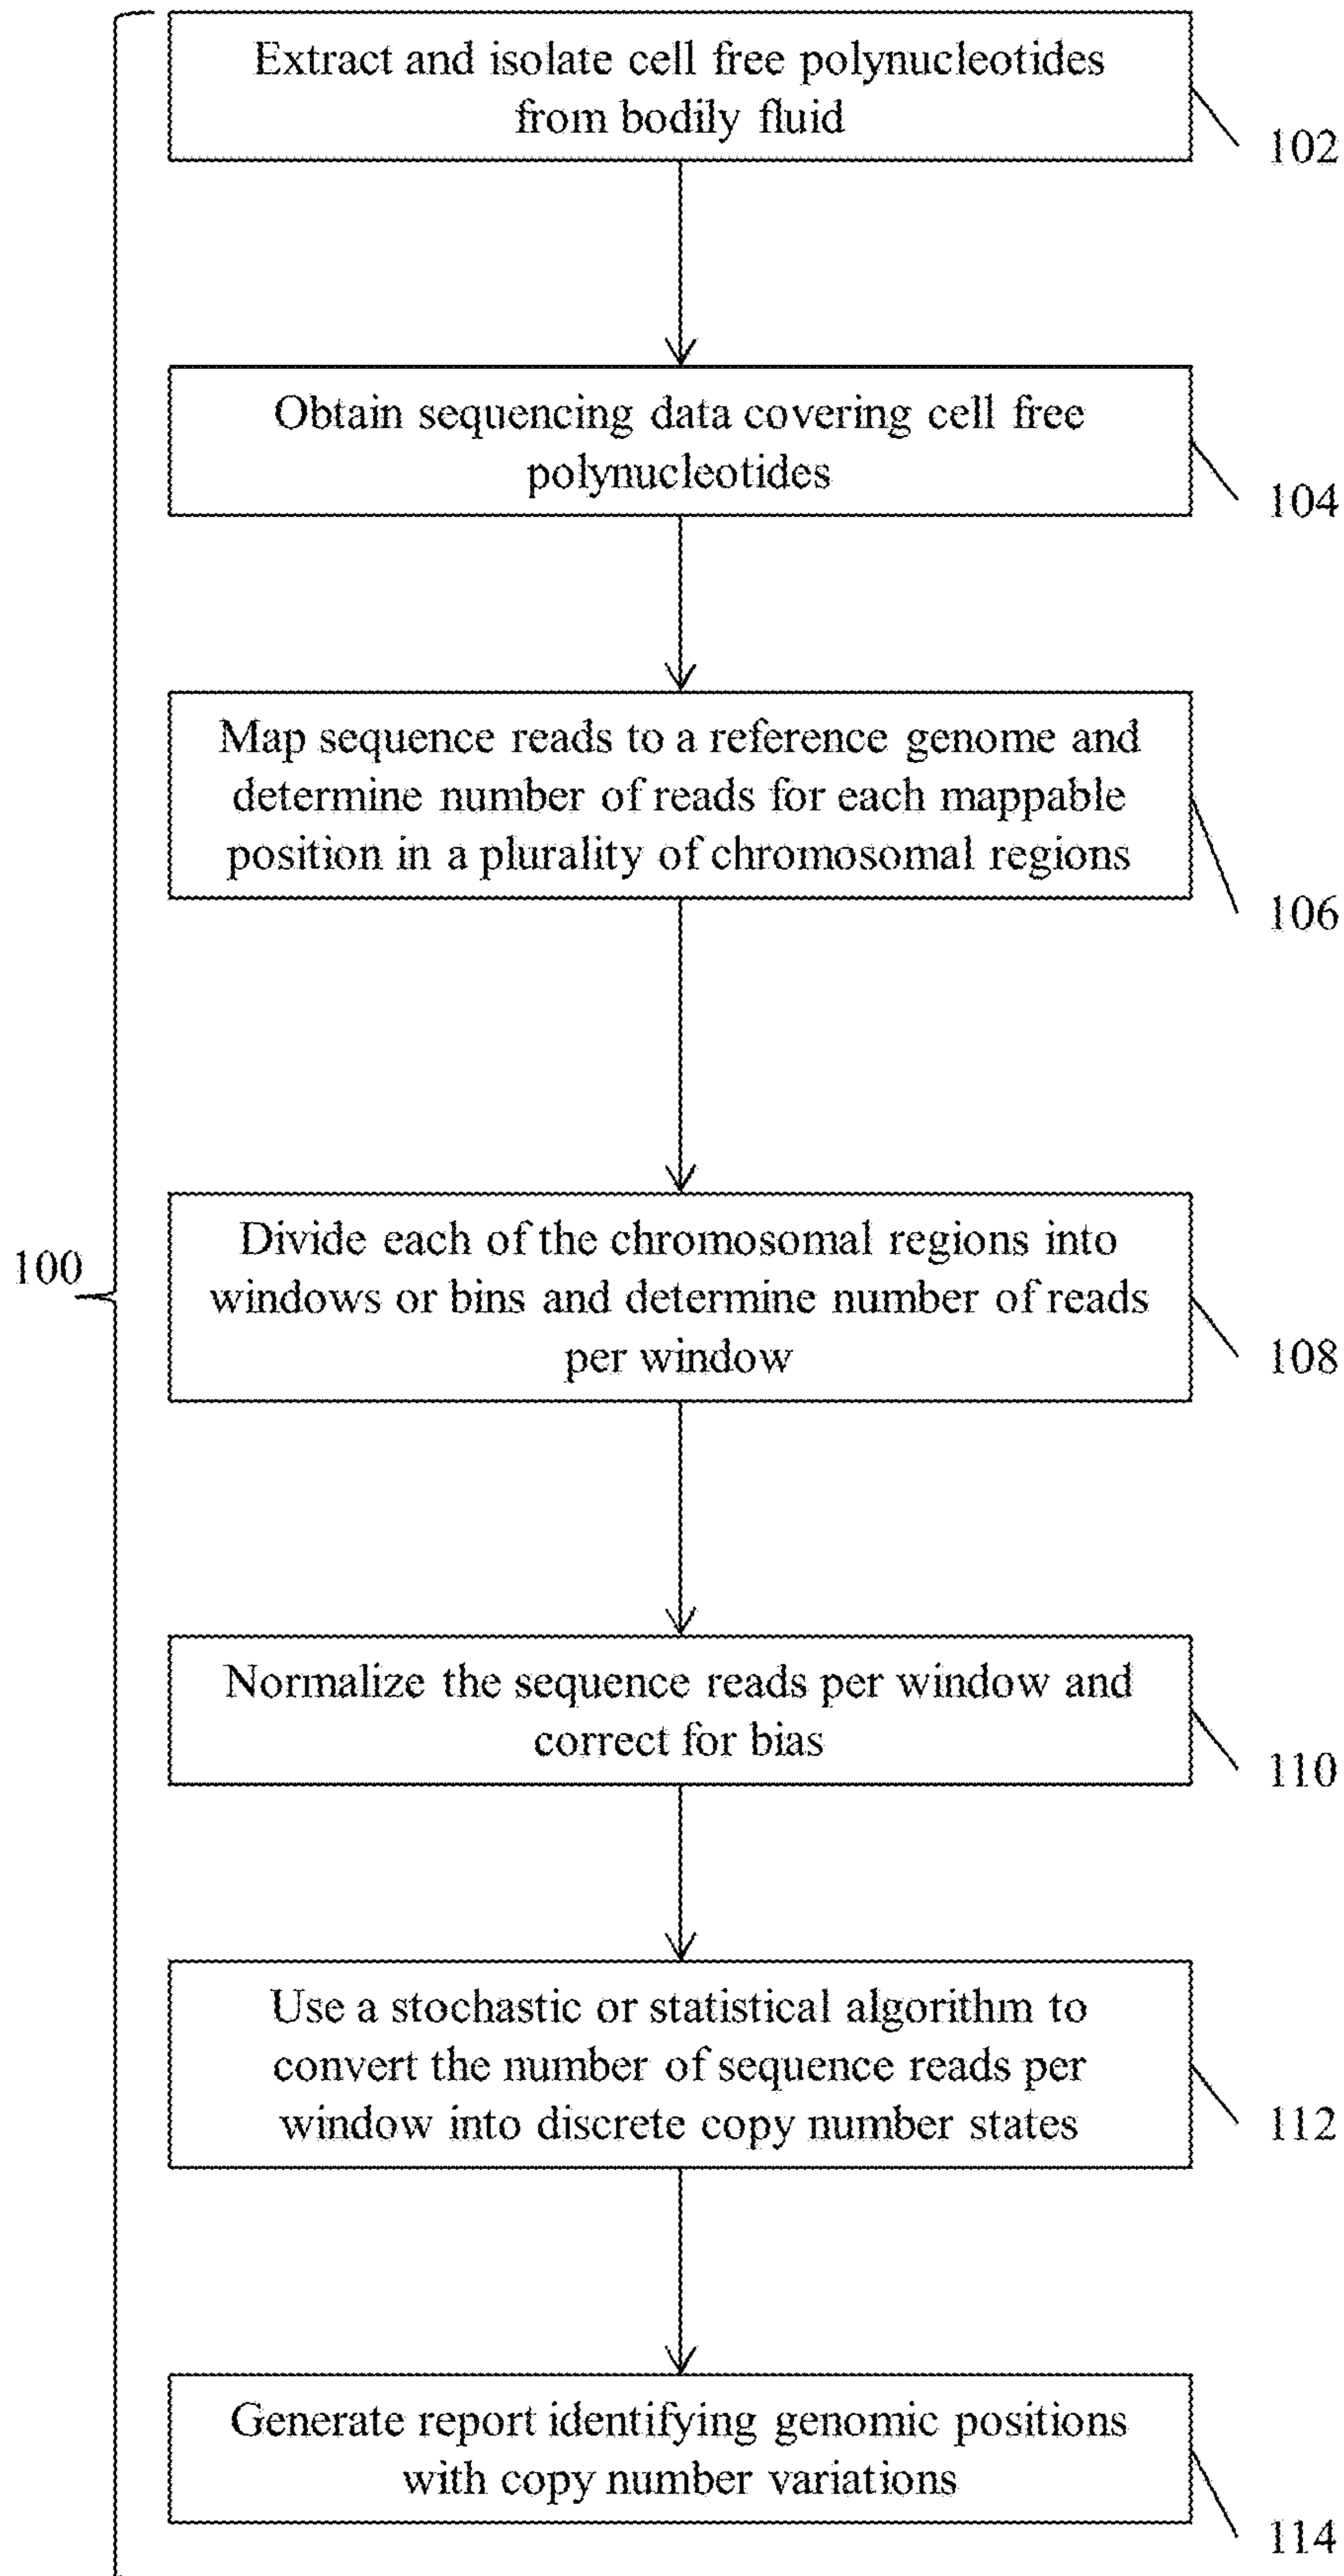 Extract and isolate cell free polynucleotides
from bodily fluid
102
Obtain sequencing data covering cell free
polynucleotides
104
Map sequence reads to a reference genome and
determine number of reads for each mappable
position in a plurality of chromosomal regions
106
100
Divide each of the chromosomal regions into
windows or bins and determine number of reads
per window
108
Normalize the sequence reads per window and
correct for bias
110
Use a stochastic or statistical algorithm to
convert the number of sequence reads per
window into discrete copy number states
112
Generate report identifying genomic positions
with copy number variations
114